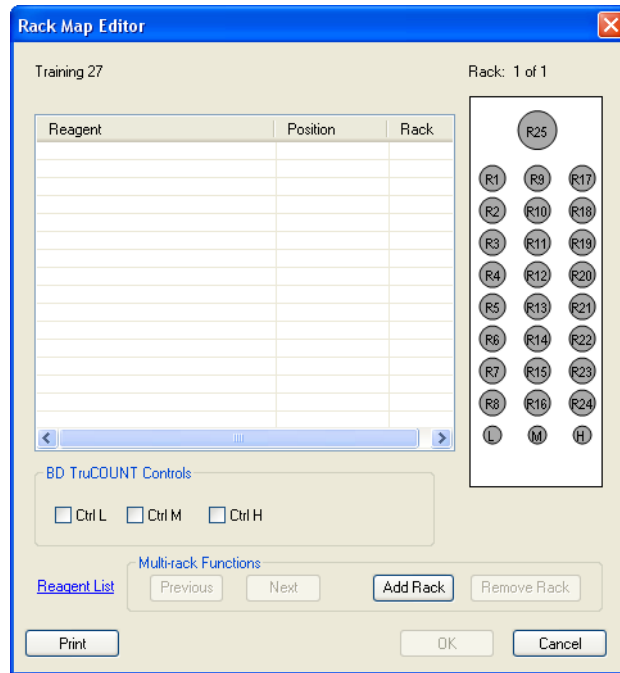 Rack Map Editor
Training 27
Rack: 1 of 1
Reagent Position Rack
R25
R1 R9 R17
R2 R10 R18
R3 R11 R19
R4 R12 R20
R5 R13 R21
R6 R14 R22
R7 R15 R23
R8 R16 R24
L M H
BD TruCOUNT Controls
Ctrl L Ctrl M Ctrl H
Multi-rack Functions
Reagent List Previous Next Add Rack Remove Rack
Print OK Cancel